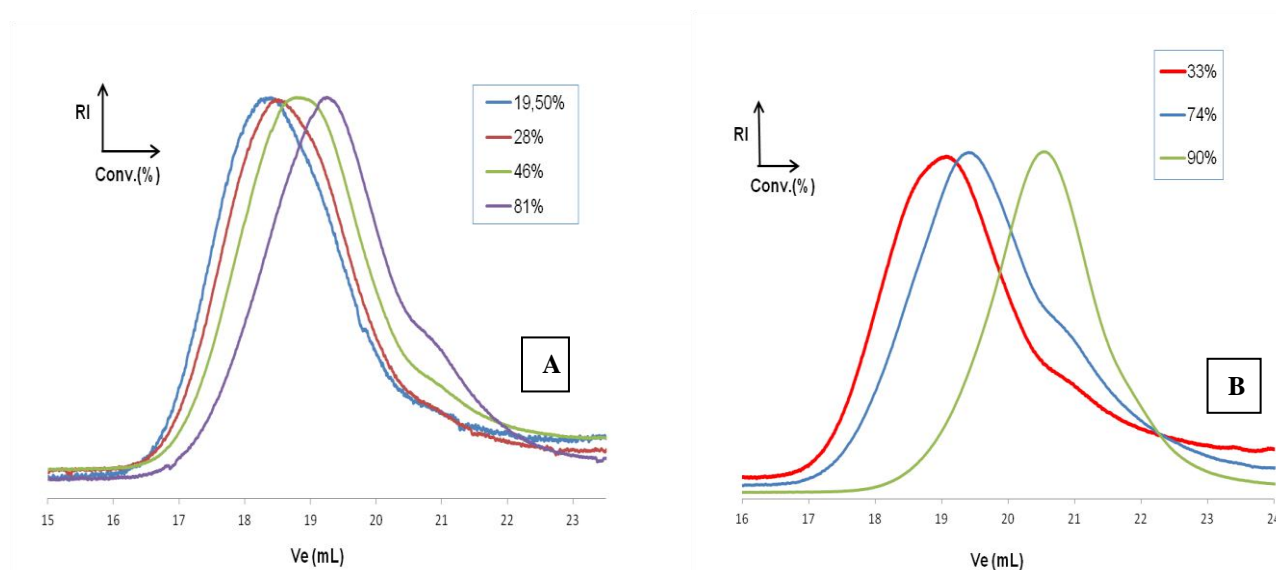 RI
Conv.(%)
19,50%
28%
46%
81%
A
15 16 17 18 19 20 21 22 23
Ve (mL)
RI
Conv.(%)
33%
74%
90%
B
16 17 18 19 20 21 22 23 24
Ve (mL)